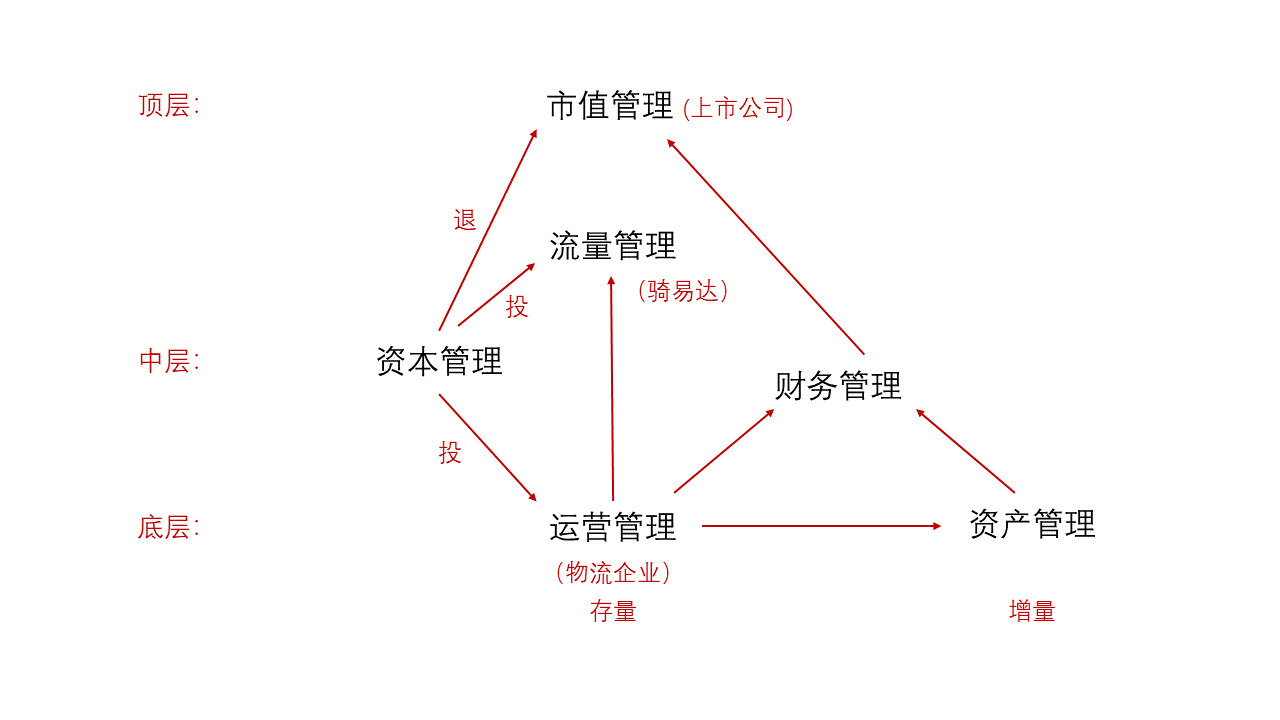 顶层：
市值管理 (上市公司)
退
流量管理
（骑易达）
投
中层：
资本管理
财务管理
投
底层：
运营管理
资产管理
（物流企业）
存量
增量